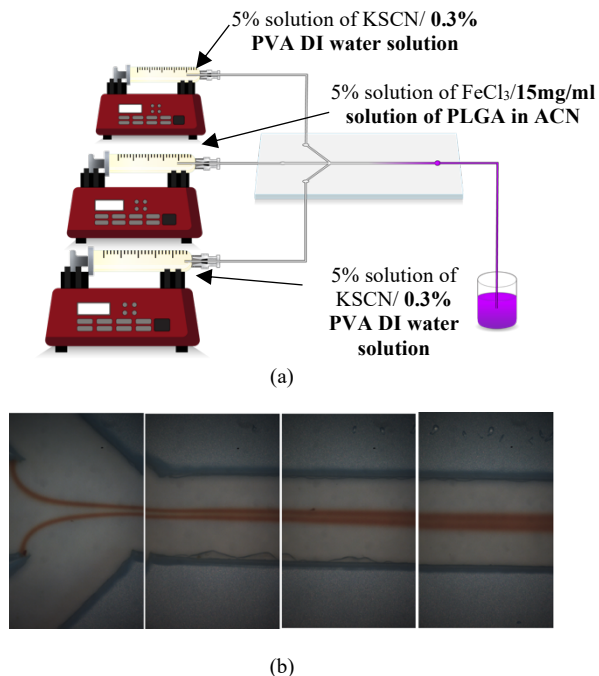 5% solution of KSCN/ 0.3%
PVA DI water solution
5% solution of FeCl₃/15mg/ml
solution of PLGA in ACN
5% solution of
KSCN/ 0.3%
PVA DI water
solution
(a)
(b)